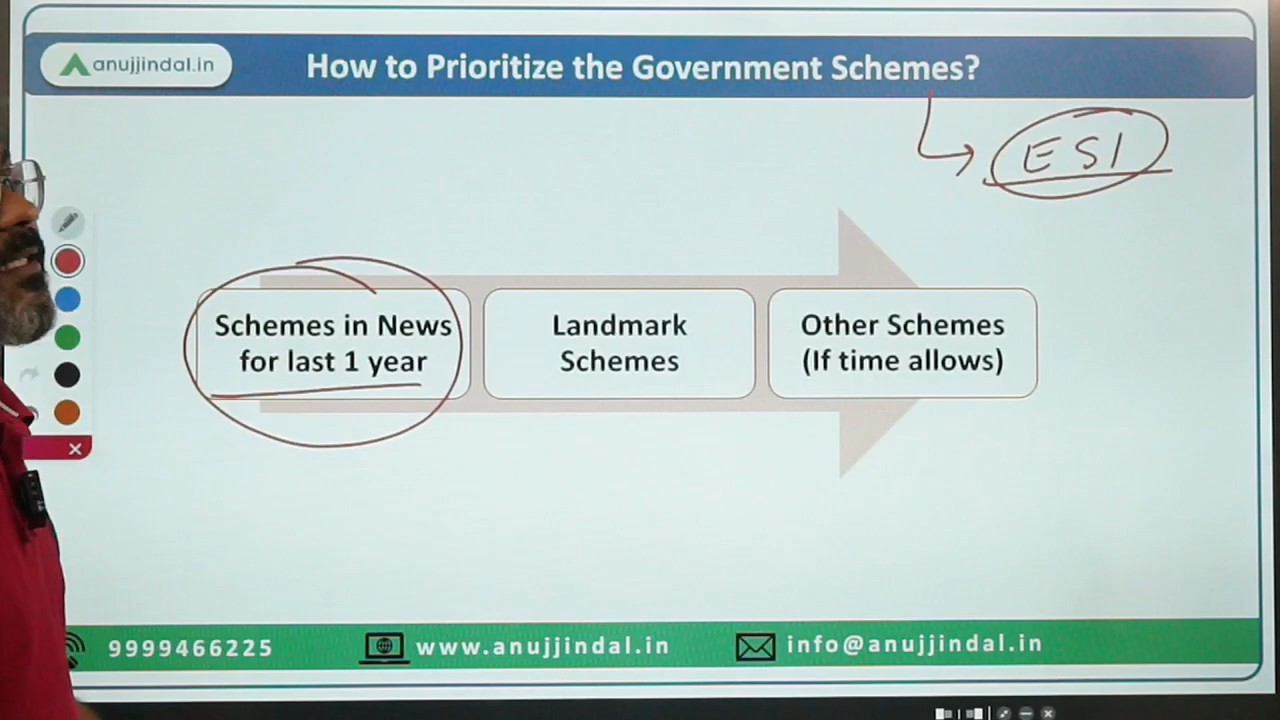 anujjindal.in
How to Prioritize the Government Schemes?
ESI
Schemes in News
for last 1 year
Landmark
Schemes
Other Schemes
(If time allows)
9999466225
www.anujjindal.in
info@anujjindal.in